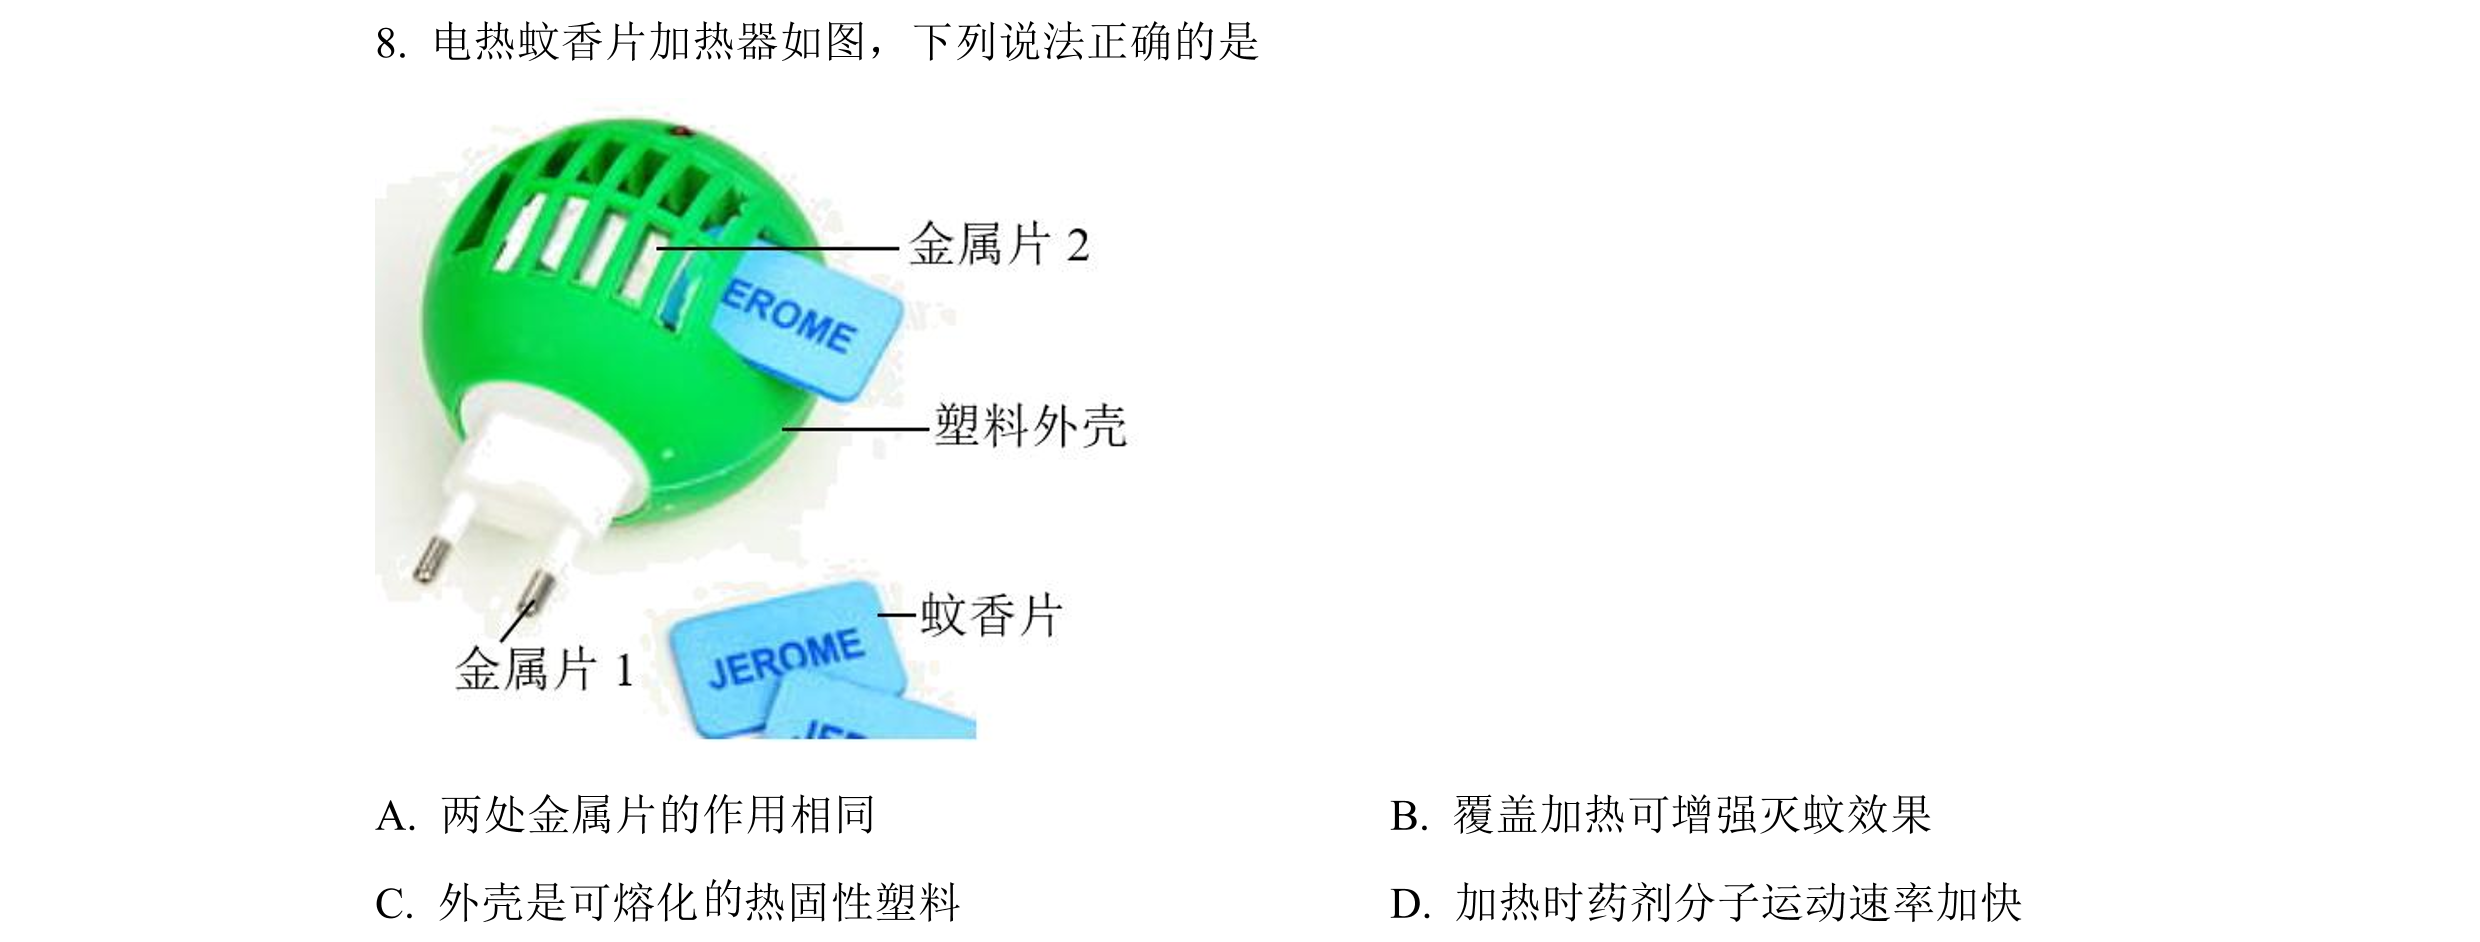 8. 电热蚊香片加热器如图，下列说法正确的是
金属片 2
EROME
塑料外壳
蚊香片
JEROME
金属片 1
A. 两处金属片的作用相同
B. 覆盖加热可增强灭蚊效果
C. 外壳是可熔化的热固性塑料
D. 加热时药剂分子运动速率加快